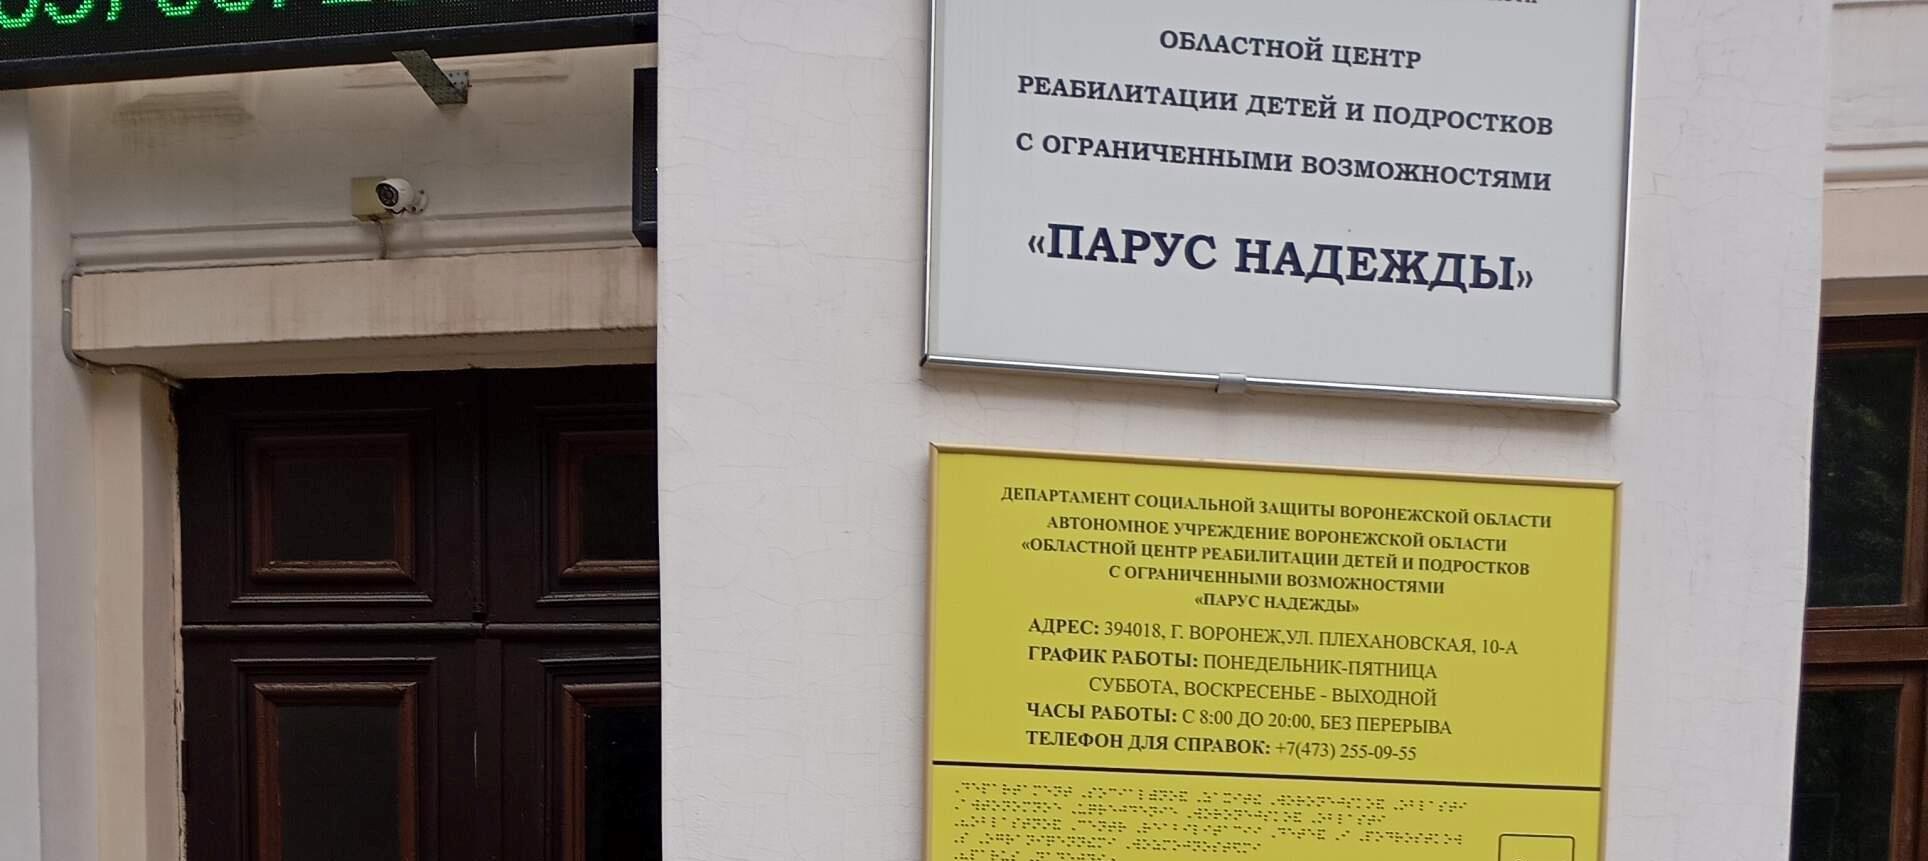 ОБЛАСТНОЙ ЦЕНТР
РЕАБИЛИТАЦИИ ДЕТЕЙ И ПОДРОСТКОВ
С ОГРАНИЧЕННЫМИ ВОЗМОЖНОСТЯМИ
«ПАРУС НАДЕЖДЫ»
ДЕПАРТАМЕНТ СОЦИАЛЬНОЙ ЗАЩИТЫ ВОРОНЕЖСКОЙ ОБЛАСТИ
АВТОНОМНОЕ УЧРЕЖДЕНИЕ ВОРОНЕЖСКОЙ ОБЛАСТИ
«ОБЛАСТНОЙ ЦЕНТР РЕАБИЛИТАЦИИ ДЕТЕЙ И ПОДРОСТКОВ
С ОГРАНИЧЕННЫМИ ВОЗМОЖНОСТЯМИ
«ПАРУС НАДЕЖДЫ»
АДРЕС: 394018, Г. ВОРОНЕЖ,УЛ. ПЛЕХАНОВСКАЯ, 10-А
ГРАФИК РАБОТЫ: ПОНЕДЕЛЬНИК-ПЯТНИЦА
СУББОТА, ВОСКРЕСЕНЬЕ - ВЫХОДНОЙ
ЧАСЫ РАБОТЫ: С 8:00 ДО 20:00, БЕЗ ПЕРЕРЫВА
ТЕЛЕФОН ДЛЯ СПРАВОК: +7(473) 255-09-55